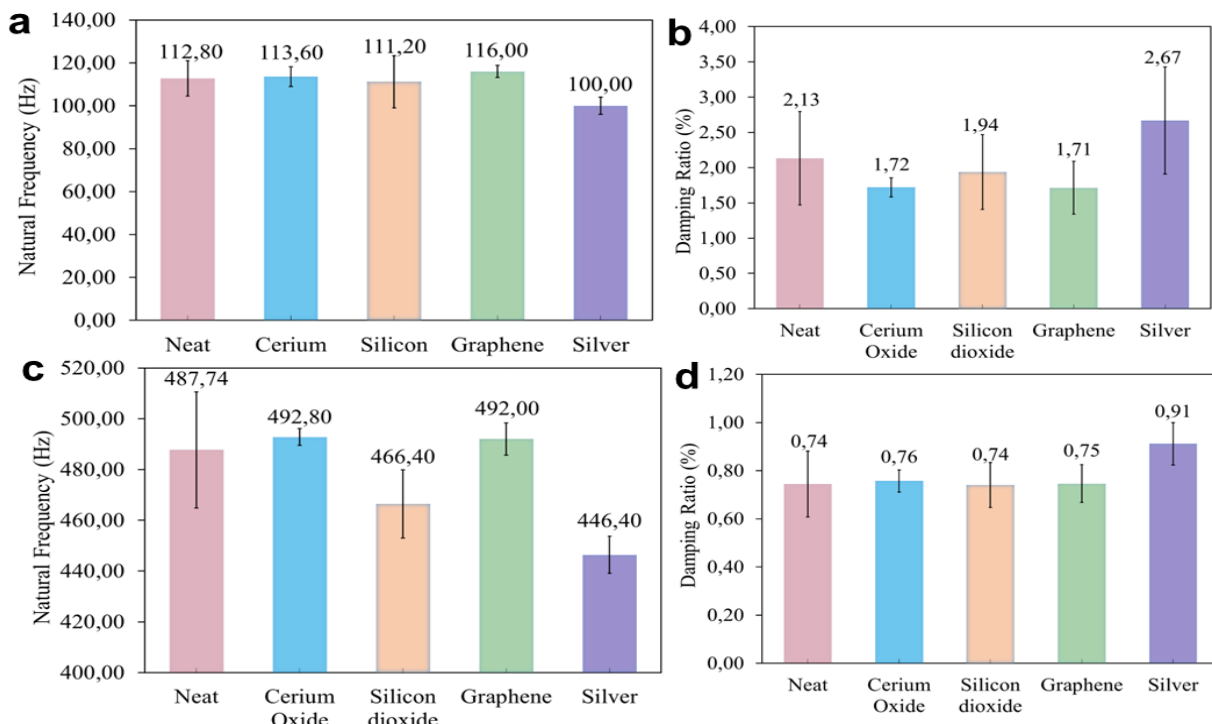 a
Natural Frequency (Hz)
140,00
120,00
100,00
80,00
60,00
40,00
20,00
0,00
112,80
113,60
111,20
116,00
100,00
Neat
Cerium
Silicon
Graphene
Silver
b
Damping Ratio (%)
4,00
3,50
3,00
2,50
2,00
1,50
1,00
0,50
0,00
2,13
1,72
1,94
1,71
2,67
Neat
Cerium
Oxide
Silicon
dioxide
Graphene
Silver
c
Natural Frequency (Hz)
520,00
500,00
480,00
460,00
440,00
420,00
400,00
487,74
492,80
466,40
492,00
446,40
Neat
Cerium
Oxide
Silicon
dioxide
Graphene
Silver
d
Damping Ratio (%)
1,20
1,00
0,80
0,60
0,40
0,20
0,00
0,74
0,76
0,74
0,75
0,91
Neat
Cerium
Oxide
Silicon
dioxide
Graphene
Silver